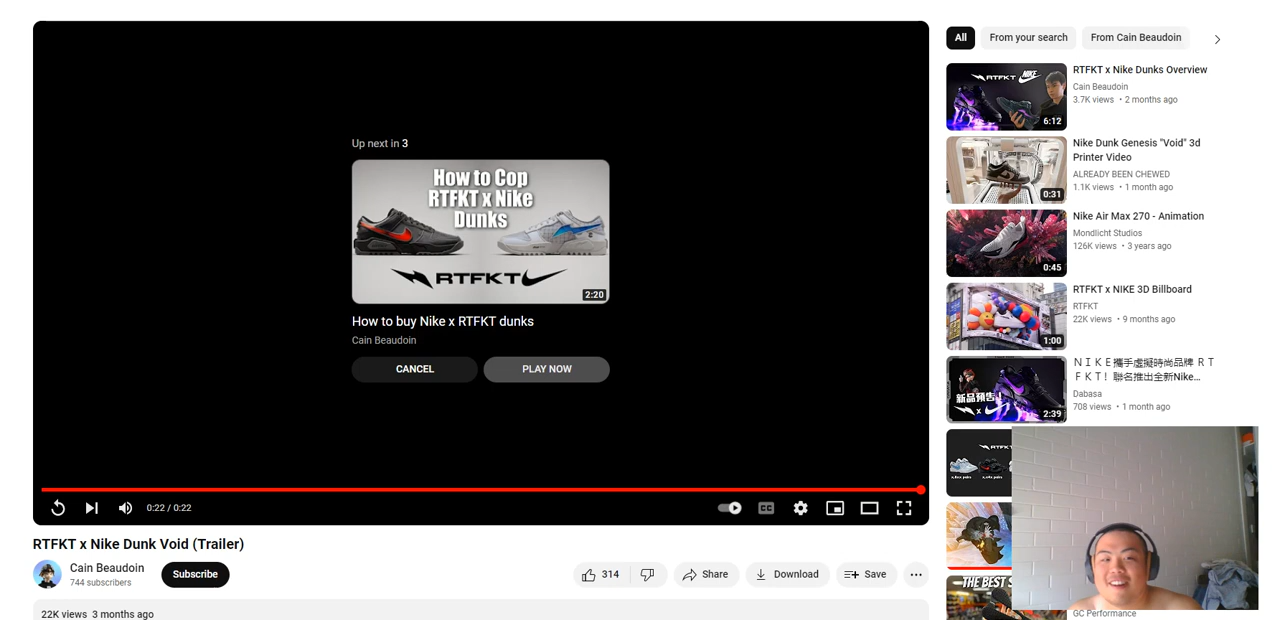 Up next in 3
How to Cop
RTFKT x Nike
Dunks
RTFKT
2:20
How to buy Nike x RTFKT dunks
Cain Beaudoin
CANCEL
PLAY NOW
0:22 / 0:22
CC
RTFKT x Nike Dunk Void (Trailer)
Cain Beaudoin
744 subscribers
Subscribe
314
Share
Download
Save
22K views 3 months ago
All
From your search
From Cain Beaudoin
RTFKT
NIKE
6:12
RTFKT x Nike Dunks Overview
Cain Beaudoin
3.7K views • 2 months ago
0:31
Nike Dunk Genesis "Void" 3d
Printer Video
ALREADY BEEN CHEWED
1.1K views • 1 month ago
0:45
Nike Air Max 270 - Animation
Mondlicht Studios
126K views • 3 years ago
1:00
RTFKT x NIKE 3D Billboard
RTFKT
22K views • 9 months ago
新品預告!
2:39
ＮＩＫＥ攜手虛擬時尚品牌 ＲＴ
ＦＫＴ！ 聯名推出全新Nike...
Dabasa
708 views • 1 month ago
THE BEST
GC Performance